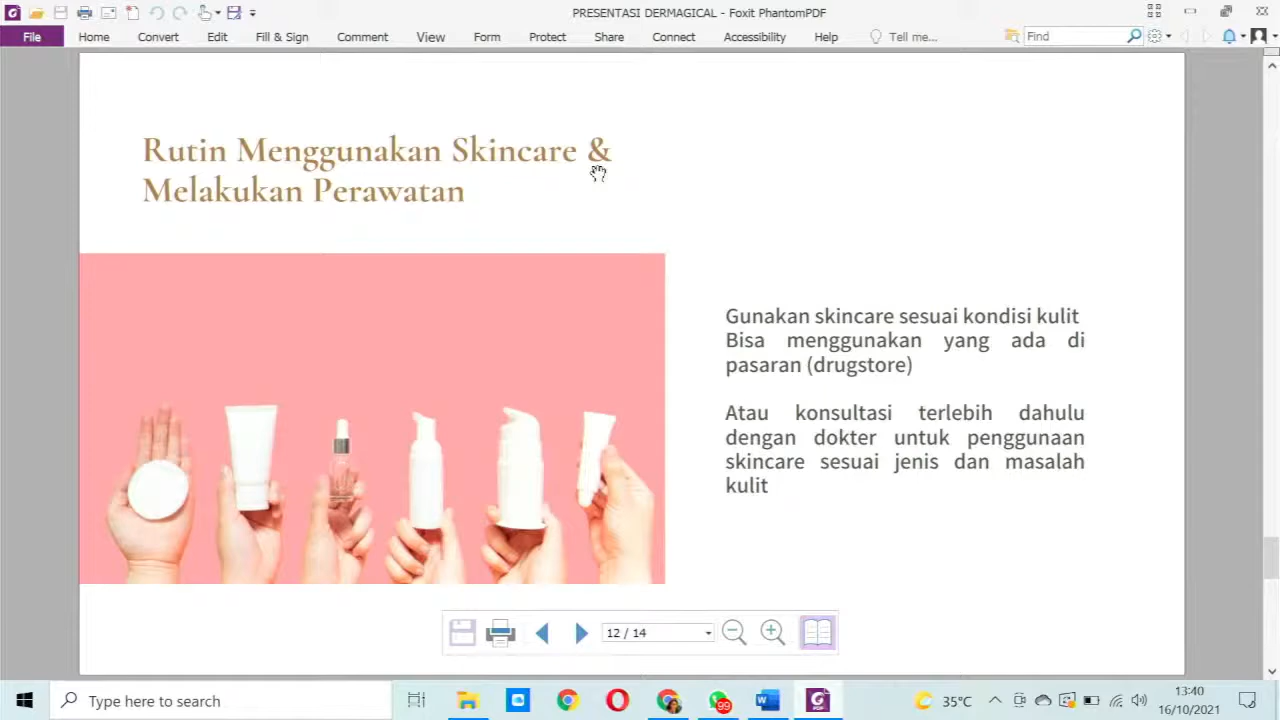 PRESENTASI DERMAGICAL - Foxit PhantomPDF
File Home Convert Edit Fill & Sign Comment View Form Protect Share Connect Accessibility Help Tell me... Find
Rutin Menggunakan Skincare &
Melakukan Perawatan
Gunakan skincare sesuai kondisi kulit
Bisa menggunakan yang ada di
pasaran (drugstore)
Atau konsultasi terlebih dahulu
dengan dokter untuk penggunaan
skincare sesuai jenis dan masalah
kulit
12 / 14
Type here to search
99
W
PDF
35°C
13:40
16/10/2021